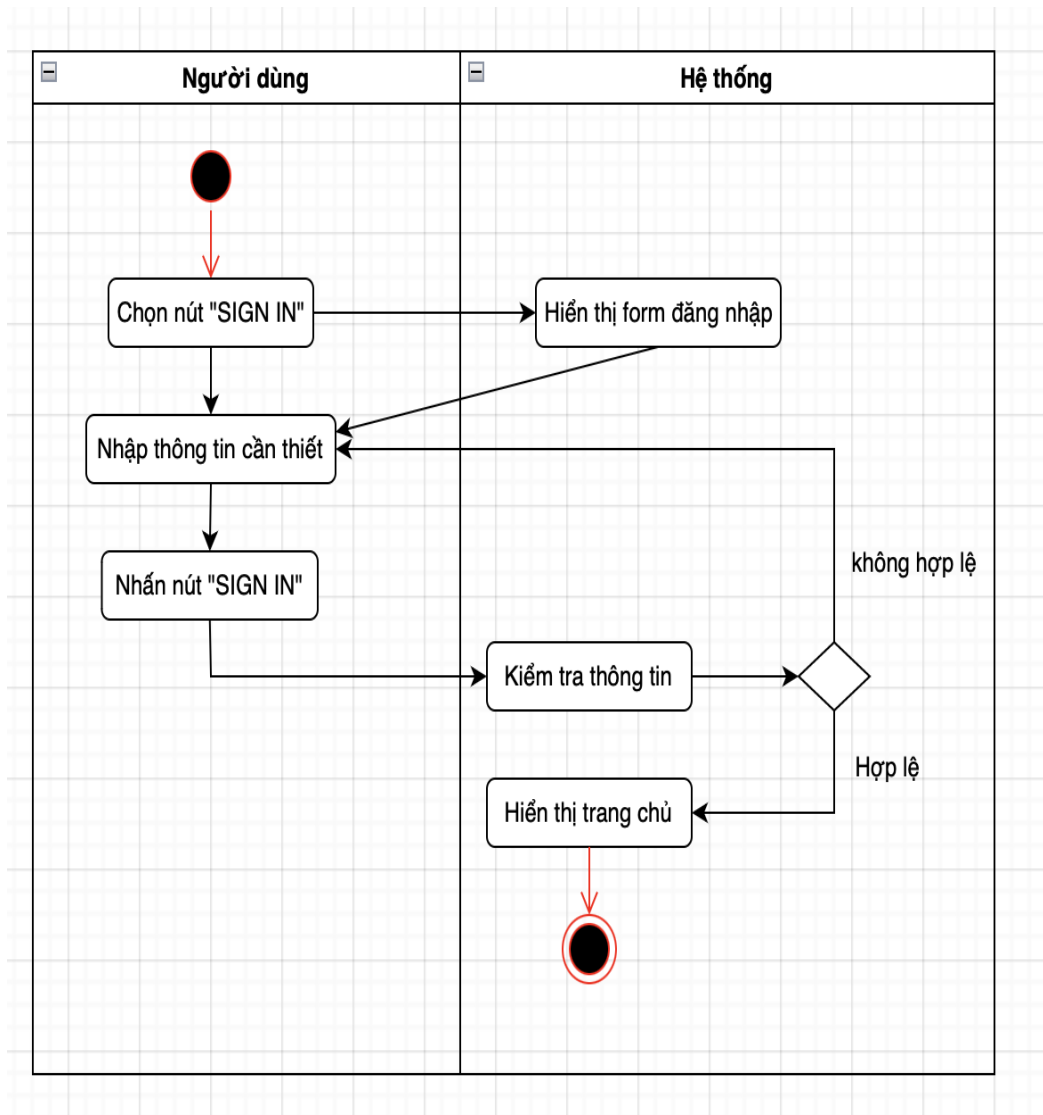 Người dùng
Hệ thống
Chọn nút "SIGN IN"
Hiển thị form đăng nhập
Nhập thông tin cần thiết
không hợp lệ
Nhấn nút "SIGN IN"
Kiểm tra thông tin
Hợp lệ
Hiển thị trang chủ